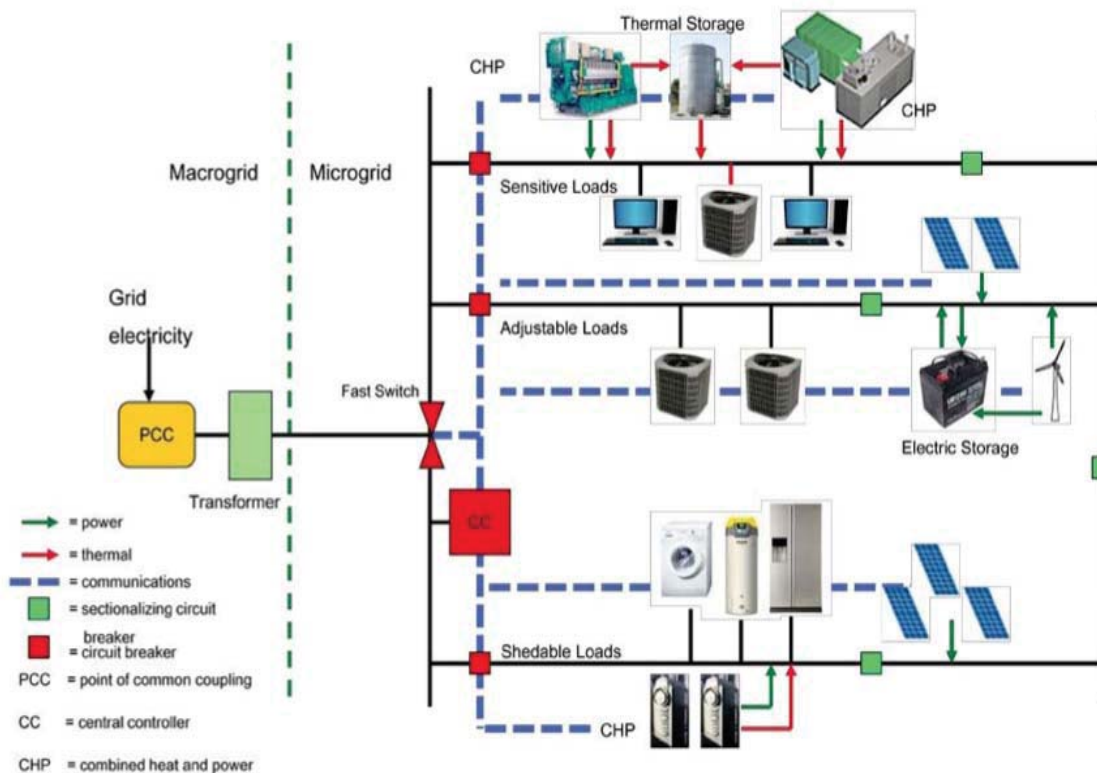 Thermal Storage
CHP
CHP
Macrogrid
Microgrid
Sensitive Loads
Grid
electricity
Adjustable Loads
Fast Switch
PCC
Electric Storage
Transformer
CC
= power
= thermal
= communications
= sectionalizing circuit
breaker
= circuit breaker
Shedable Loads
PCC = point of common coupling
CC = central controller
CHP
CHP = combined heat and power